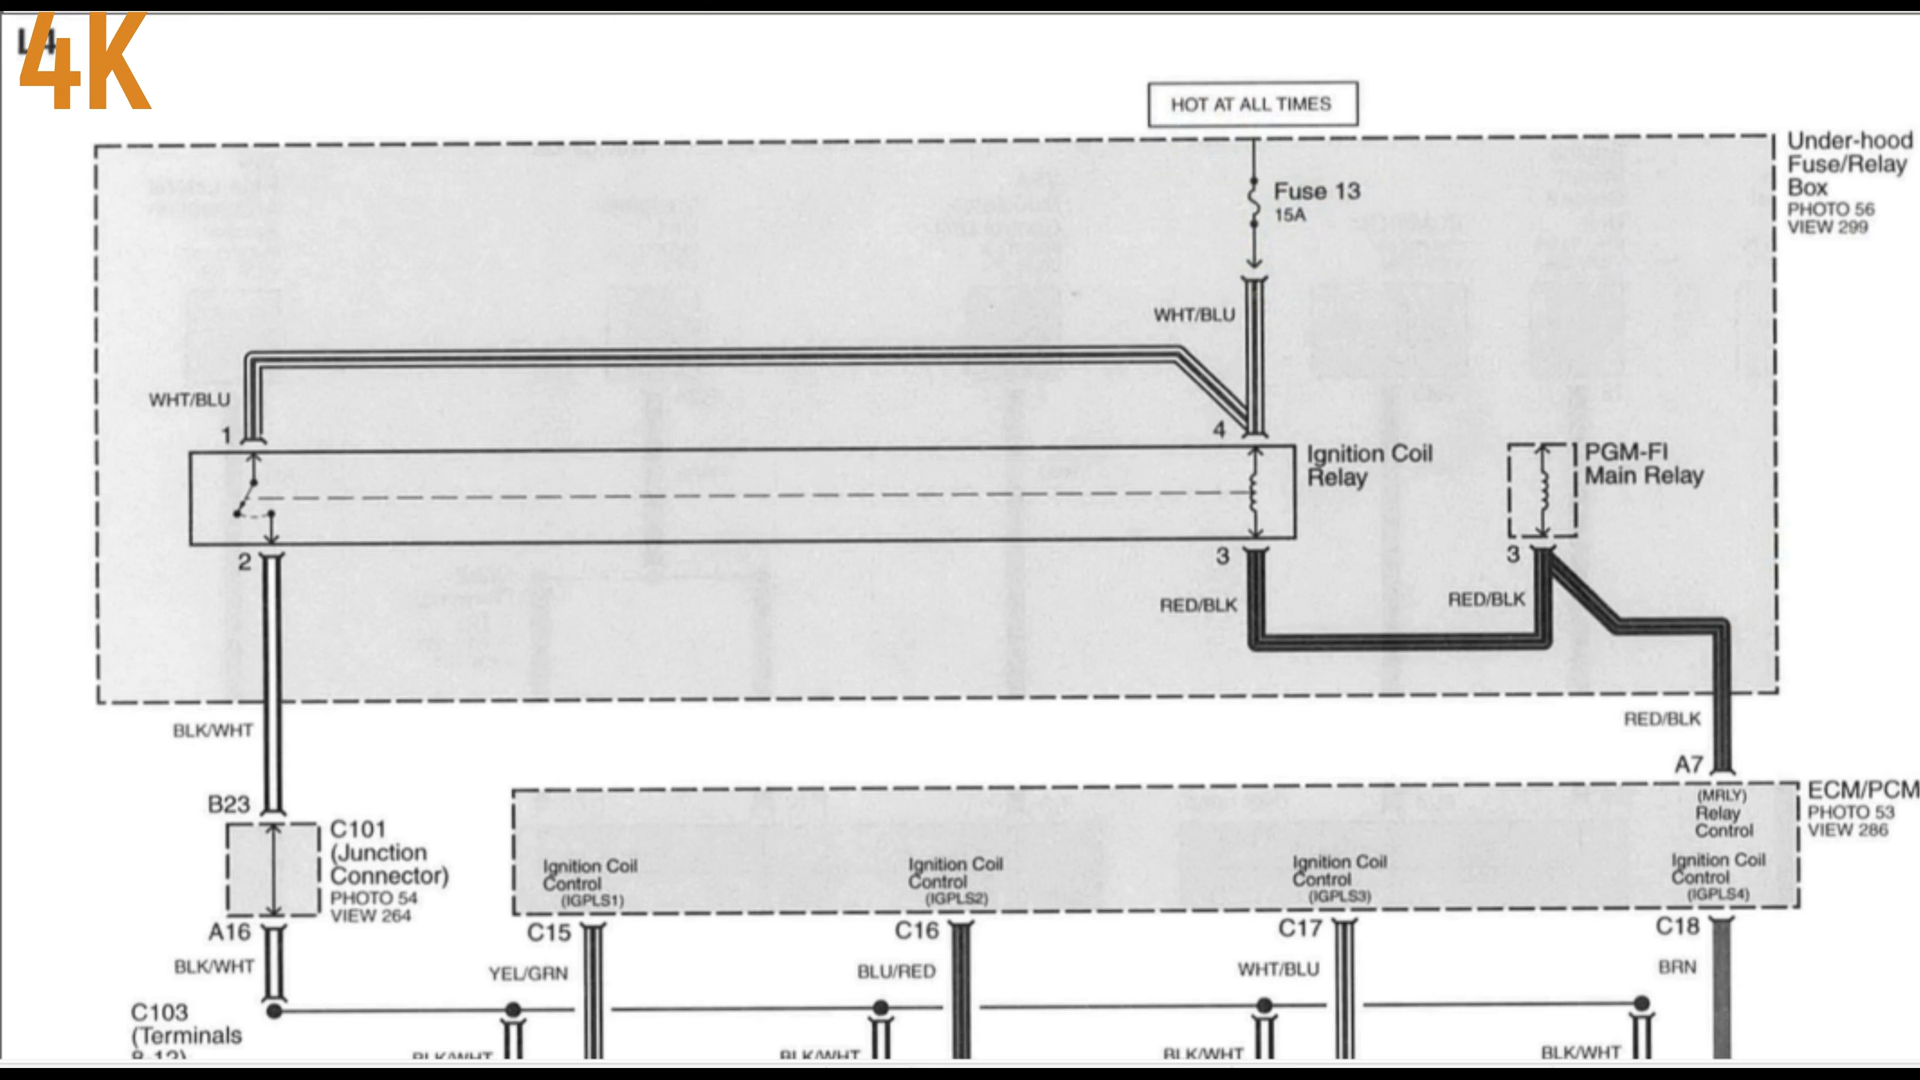 4K
HOT AT ALL TIMES
Under-hood
Fuse/Relay
Box
PHOTO 56
VIEW 299
Fuse 13
15A
WHT/BLU
WHT/BLU
1
4
Ignition Coil
Relay
PGM-FI
Main Relay
2
3
3
RED/BLK
RED/BLK
BLK/WHT
RED/BLK
A7
B23
C101
(Junction
Connector)
PHOTO 54
VIEW 264
ECM/PCM
PHOTO 53
VIEW 286
(MRLY)
Relay
Control
Ignition Coil
Control
(IGPLS1)
Ignition Coil
Control
(IGPLS2)
Ignition Coil
Control
(IGPLS3)
Ignition Coil
Control
(IGPLS4)
A16
C15
C16
C17
C18
BLK/WHT
YEL/GRN
BLU/RED
WHT/BLU
BRN
C103
(Terminals
8-12)
BLK/WHT
BLK/WHT
BLK/WHT
BLK/WHT